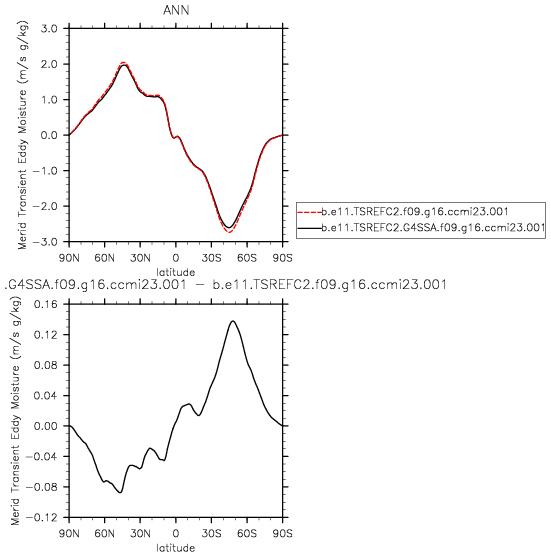 ANN
Merid Transient Eddy Moisture (m/s g/kg)
3.0
2.0
1.0
0.0
−1.0
−2.0
−3.0
90N 60N 30N 0 30S 60S 90S
latitude
b.e11.TSREFC2.f09.g16.ccmi23.001
b.e11.TSREFC2.G4SSA.f09.g16.ccmi23.001
.G4SSA.f09.g16.ccmi23.001 − b.e11.TSREFC2.f09.g16.ccmi23.001
Merid Transient Eddy Moisture (m/s g/kg)
0.16
0.12
0.08
0.04
0.00
−0.04
−0.08
−0.12
90N 60N 30N 0 30S 60S 90S
latitude